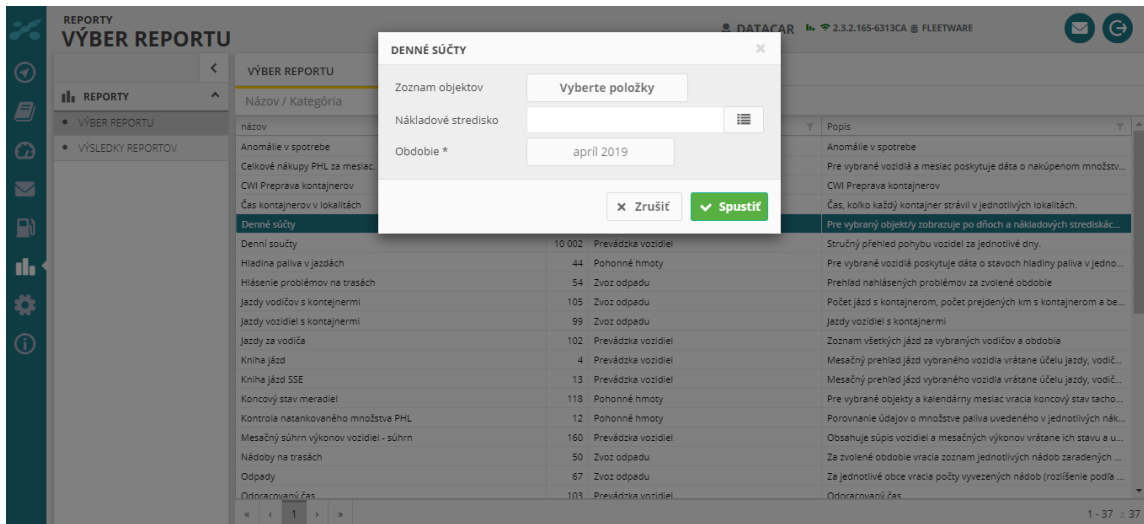 REPORTY
VÝBER REPORTU
DATACAR 2.3.2.165-6313CA FLEETWARE
REPORTY
VÝBER REPORTU
VÝSLEDKY REPORTOV
VÝBER REPORTU
Názov / Kategória
DENNÉ SÚČTY
Zoznam objektov Vyberte položky
Nákladové stredisko
Obdobie * apríl 2019
Zrušiť Spustiť
názov Popis
Anomálie v spotrebe Anomálie v spotrebe
Celkové nákupy PHL za mesiac. Pre vybrané vozidlá a mesiac poskytuje dáta o nakúpenom množstv...
CWI Preprava kontajnerov CWI Preprava kontajnerov
Čas kontajnerov v lokalitách Čas, koľko každý kontajner strávil v jednotlivých lokalitách.
Denné súčty Pre vybraný objekt/y zobrazuje po dňoch a nákladových strediskác...
Denní součty 10 002 Prevádzka vozidiel Stručný přehled pohybu vozidel za jednotlivé dny.
Hladina paliva v jazdách 44 Pohonné hmoty Pre vybrané vozidlá poskytuje dáta o stavoch hladiny paliva v jedno...
Hlásenie problémov na trasách 54 Zvoz odpadu Prehľad nahlásených problémov za zvolené obdobie
Jazdy vodičov s kontejnermi 105 Zvoz odpadu Počet jázd s kontajnerom, počet prejdených km s kontajnerom a be...
Jazdy vozidiel s kontajnermi 99 Zvoz odpadu Jazdy vozidiel s kontajnermi
Jazdy za vodiča 102 Prevádzka vozidiel Zoznam všetkých jázd za vybraných vodičov a obdobia
Kniha jázd 4 Prevádzka vozidiel Mesačný prehľad jázd vybraného vozidla vrátane účelu jazdy, vodič...
Kniha jázd SSE 13 Prevádzka vozidiel Mesačný prehľad jázd vybraného vozidla vrátane účelu jazdy, vodič...
Koncový stav meradiel 118 Pohonné hmoty Pre vybrané objekty a kalendárny mesiac vracia koncový stav tacho...
Kontrola natankovaného množstva PHL 12 Pohonné hmoty Porovnanie údajov o množstve paliva uvedeného v jednotlivých nák...
Mesačný súhrn výkonov vozidiel - súhrn 160 Prevádzka vozidiel Obsahuje súpis vozidiel a mesačných výkonov vrátane ich stavu a u...
Nádoby na trasách 50 Zvoz odpadu Za zvolené obdobie vracia zoznam jednotlivých nádob zaradených ...
Odpady 67 Zvoz odpadu Za jednotlivé obce vracia počty vyvezených nádob (rozlíšenie podľa ...
Odpracovaný čas 103 Prevádzka vozidiel Odpracovaný čas
1 1 - 37 z 37